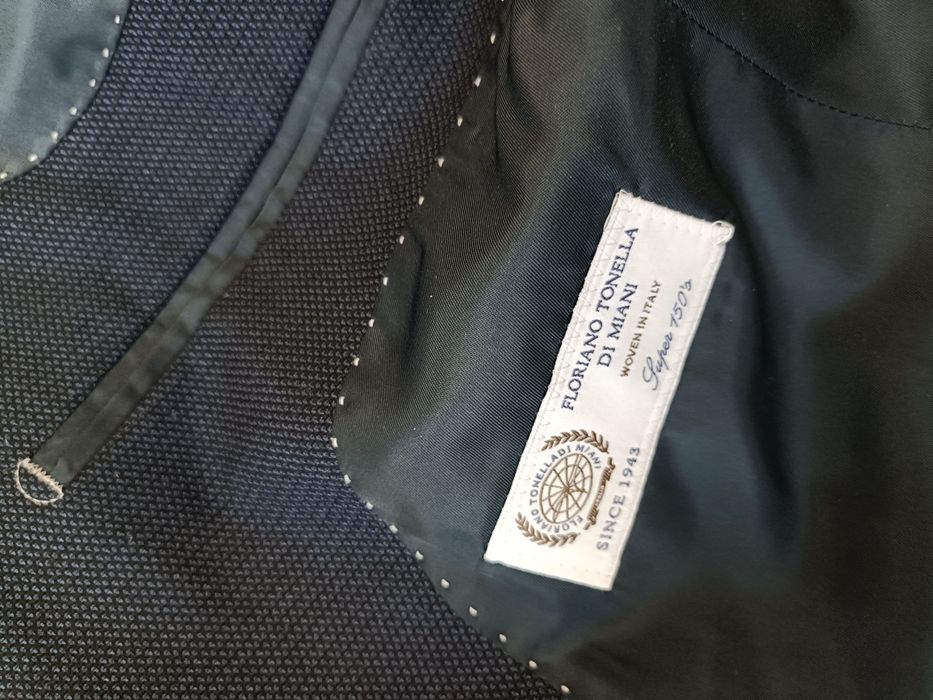 FLORIANO TONELLA
DI MIANI
WOVEN IN ITALY
Super 150's
FLORIANO TONELLADI MIANI
SINCE 1943